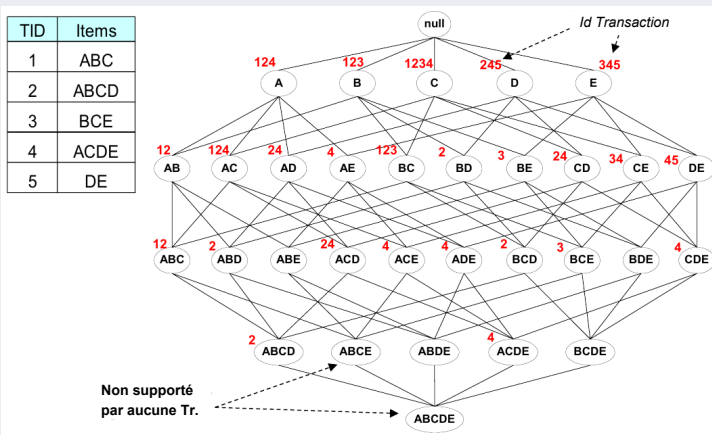 TID Items
1 ABC
2 ABCD
3 BCE
4 ACDE
5 DE
null
Id Transaction
124 123 1234 245 345
A B C D E
12 124 24 4 123 2 3 24 34 45
AB AC AD AE BC BD BE CD CE DE
12 2 24 4 4 2 3 4
ABC ABD ABE ACD ACE ADE BCD BCE BDE CDE
2 4
ABCD ABCE ABDE ACDE BCDE
Non supporté
par aucune Tr.
ABCDE